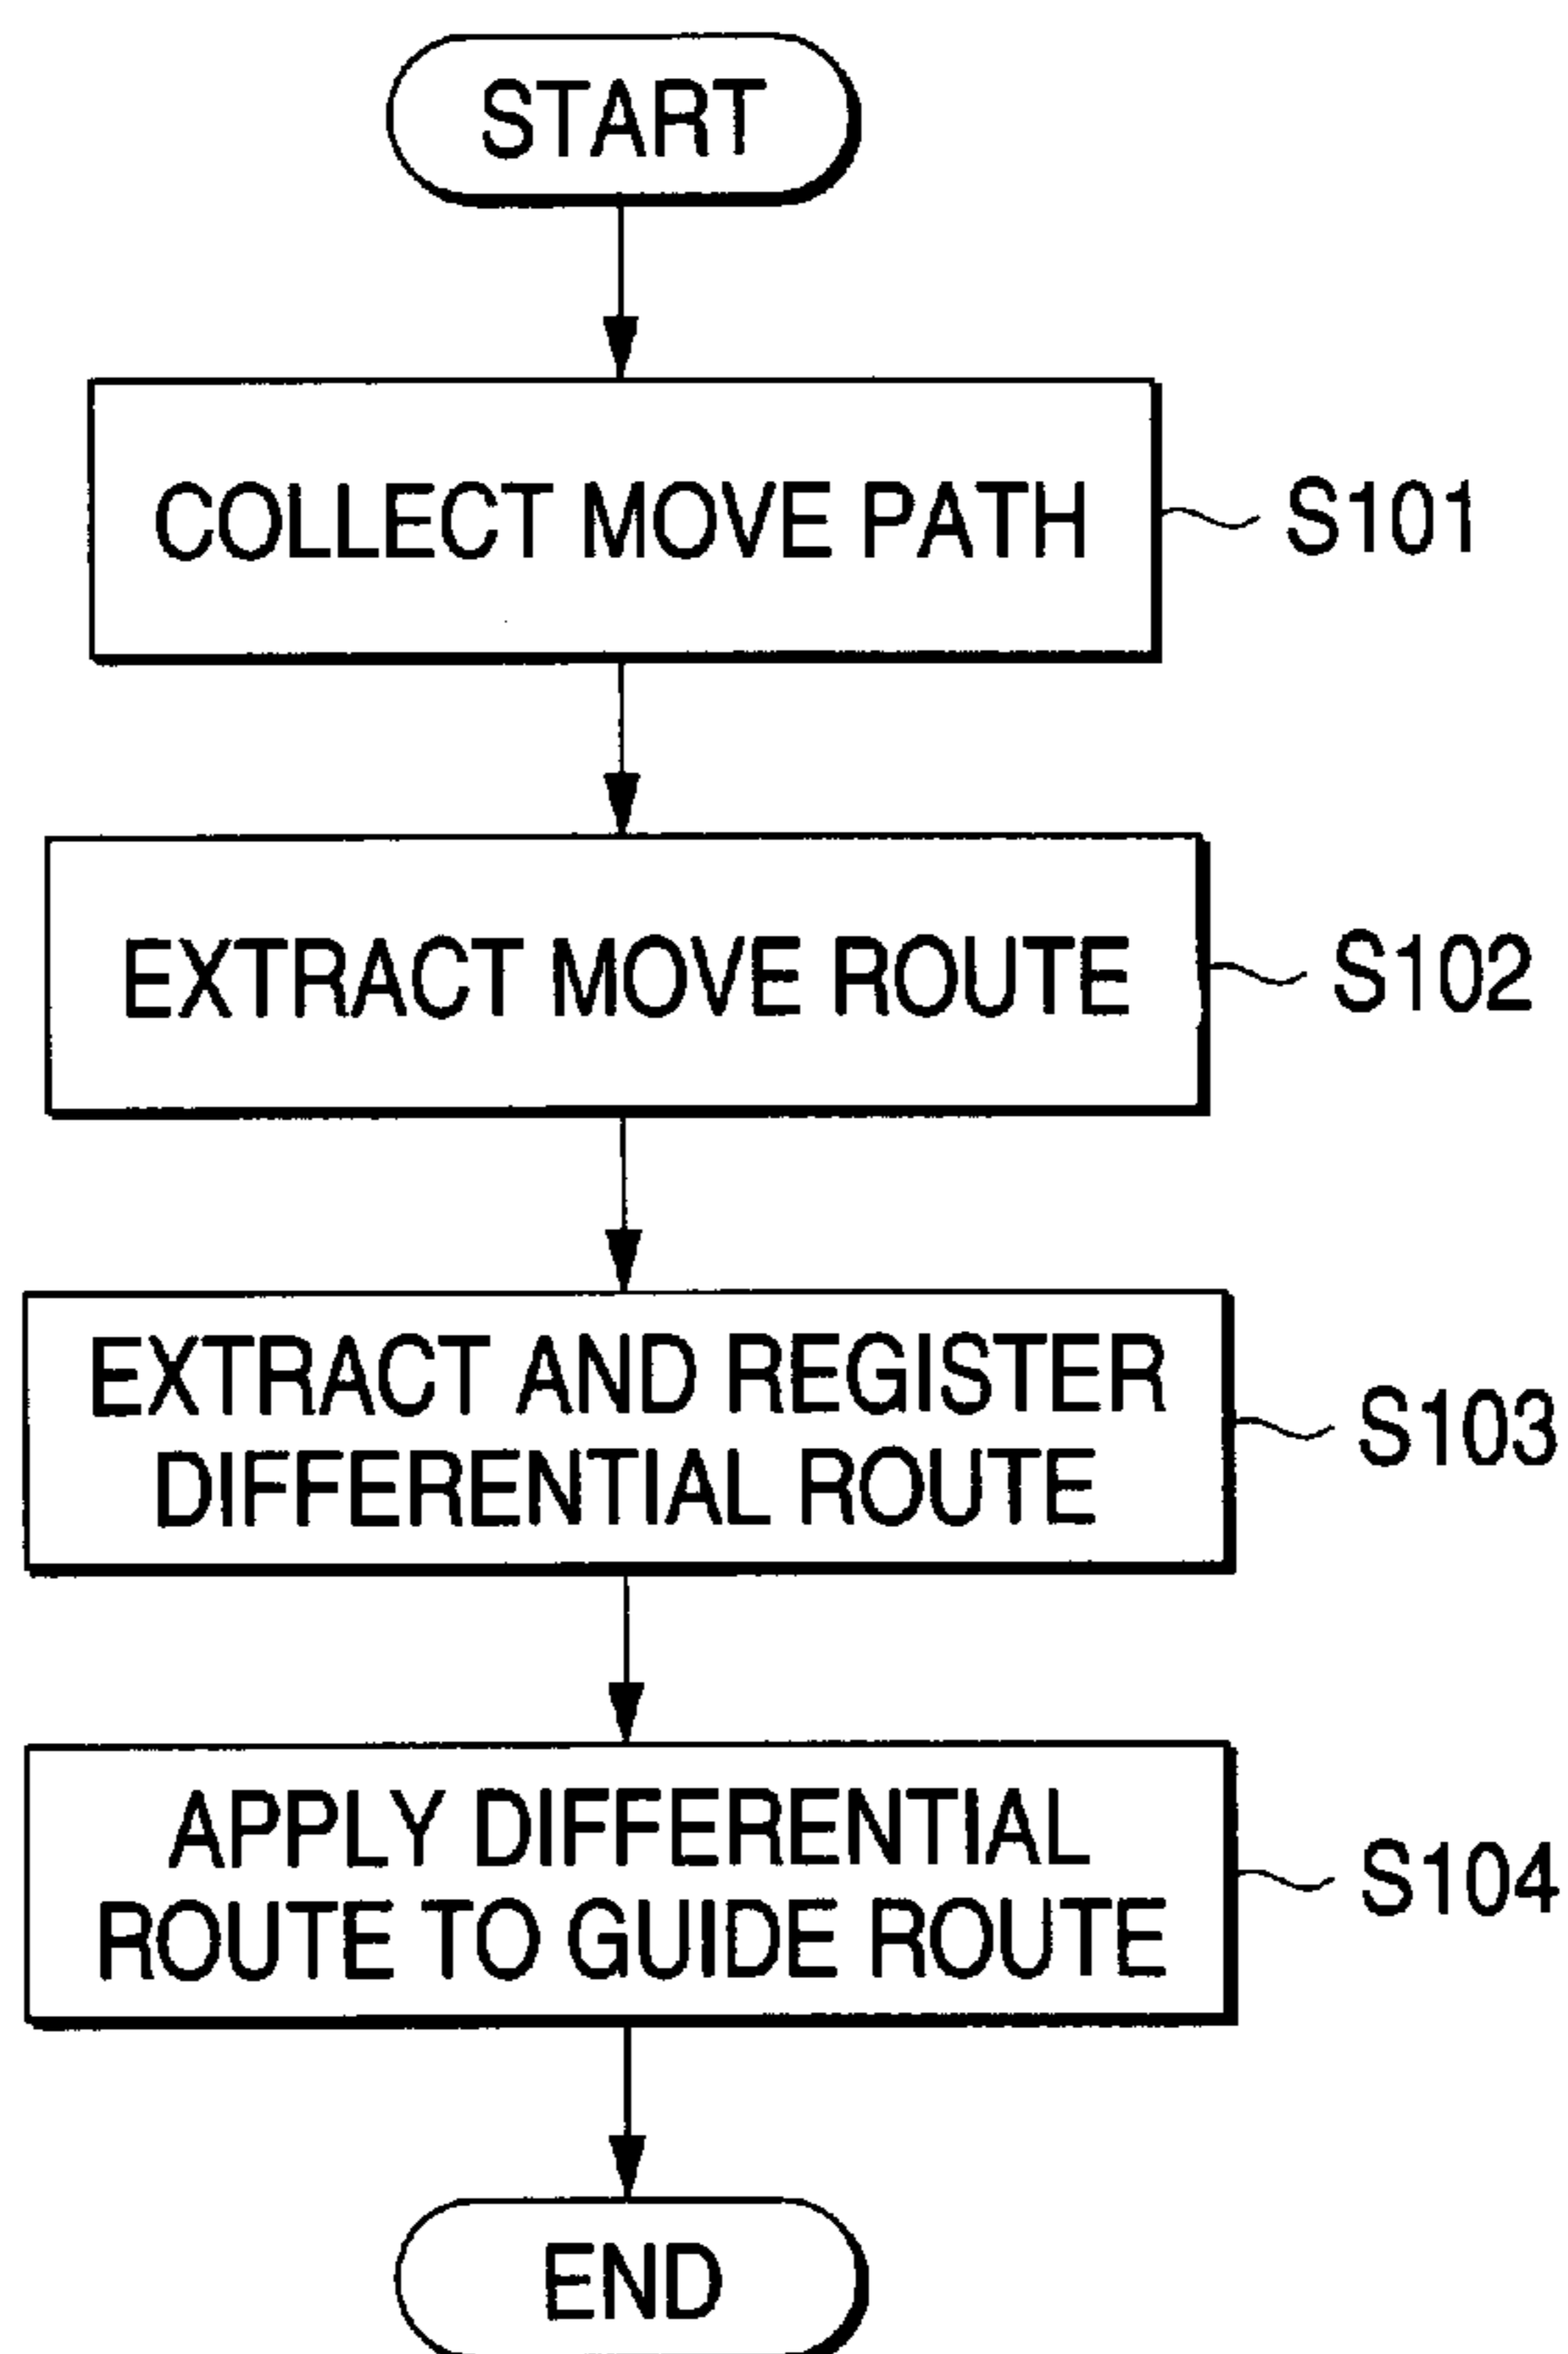 START
COLLECT MOVE PATH
S101
EXTRACT MOVE ROUTE
S102
EXTRACT AND REGISTER
DIFFERENTIAL ROUTE
S103
APPLY DIFFERENTIAL
ROUTE TO GUIDE ROUTE
S104
END